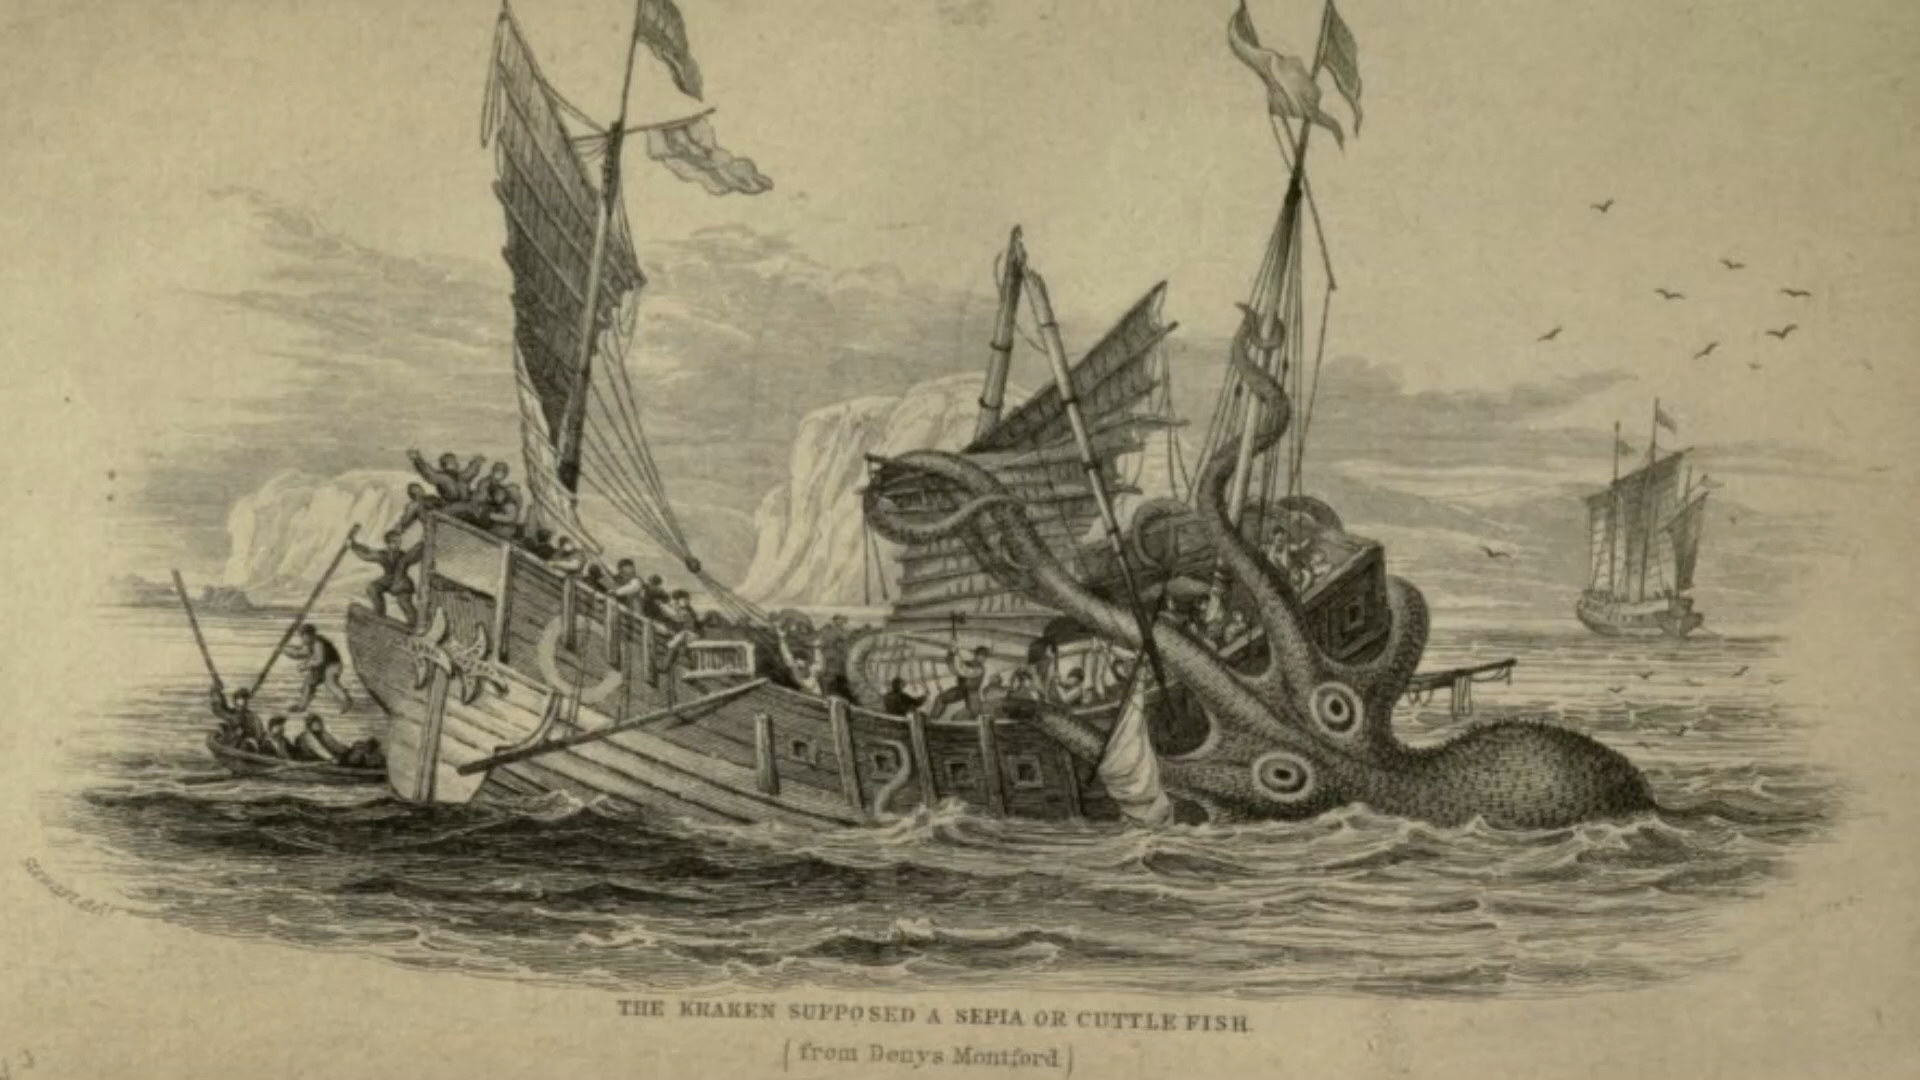 THE KRAKEN SUPPOSED A SEPIA OR CUTTLE FISH.
(from Denys Montford)